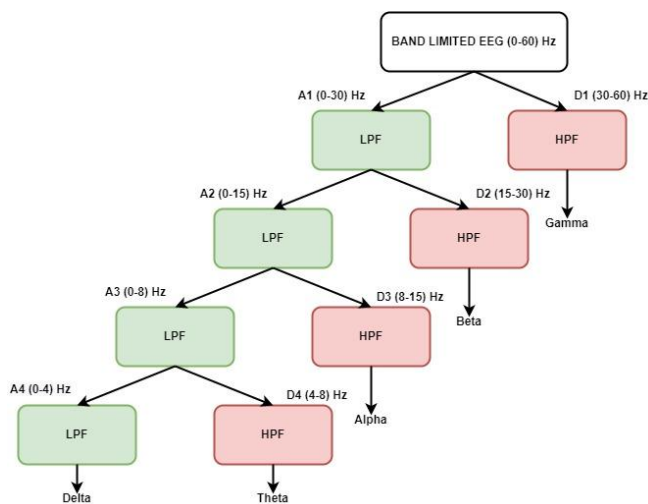 BAND LIMITED EEG (0-60) Hz
A1 (0-30) Hz
D1 (30-60) Hz
LPF
HPF
A2 (0-15) Hz
D2 (15-30) Hz
Gamma
LPF
HPF
A3 (0-8) Hz
D3 (8-15) Hz
Beta
LPF
HPF
A4 (0-4) Hz
D4 (4-8) Hz
Alpha
LPF
HPF
Delta
Theta